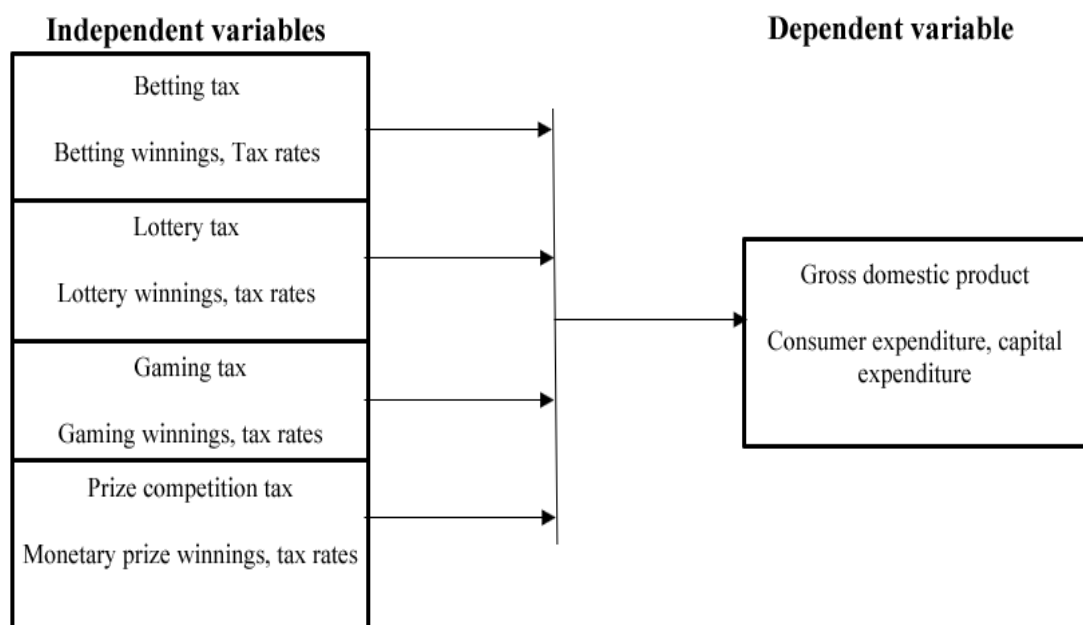 Independent variables
Dependent variable
Betting tax
Betting winnings, Tax rates
Lottery tax
Lottery winnings, tax rates
Gaming tax
Gaming winnings, tax rates
Prize competition tax
Monetary prize winnings, tax rates
Gross domestic product
Consumer expenditure, capital
expenditure